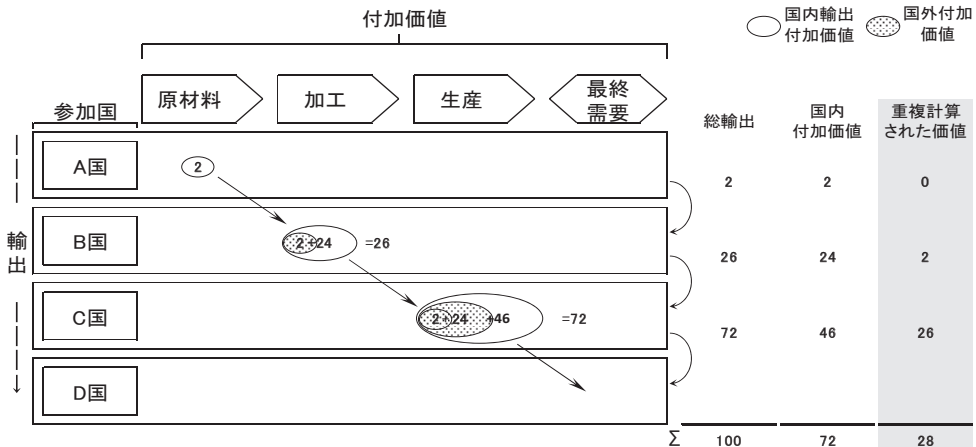 付加価値
国内輸出
付加価値
国外付加
価値
参加国
原材料
加工
生産
最終
需要
総輸出
国内
付加価値
重複計算
された価値
A国
2
2
2
0
輸出
B国
2+24
=26
26
24
2
C国
2+24
+46
=72
72
46
26
D国
Σ
100
72
28